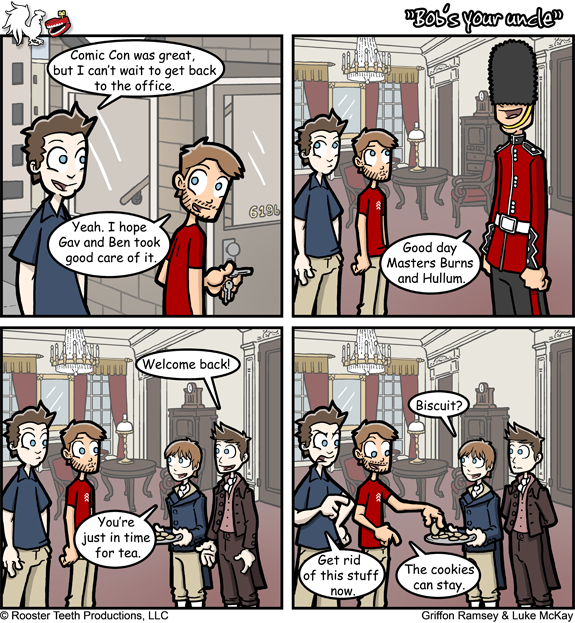 "Bob's your uncle"
Comic Con was great,
but I can't wait to get back
to the office.
Yeah. I hope
Gav and Ben took
good care of it.
619b
Good day
Masters Burns
and Hullum.
Welcome back!
You're
just in time
for tea.
Biscuit?
Get rid
of this stuff
now.
The cookies
can stay.
© Rooster Teeth Productions, LLC
Griffon Ramsey & Luke McKay